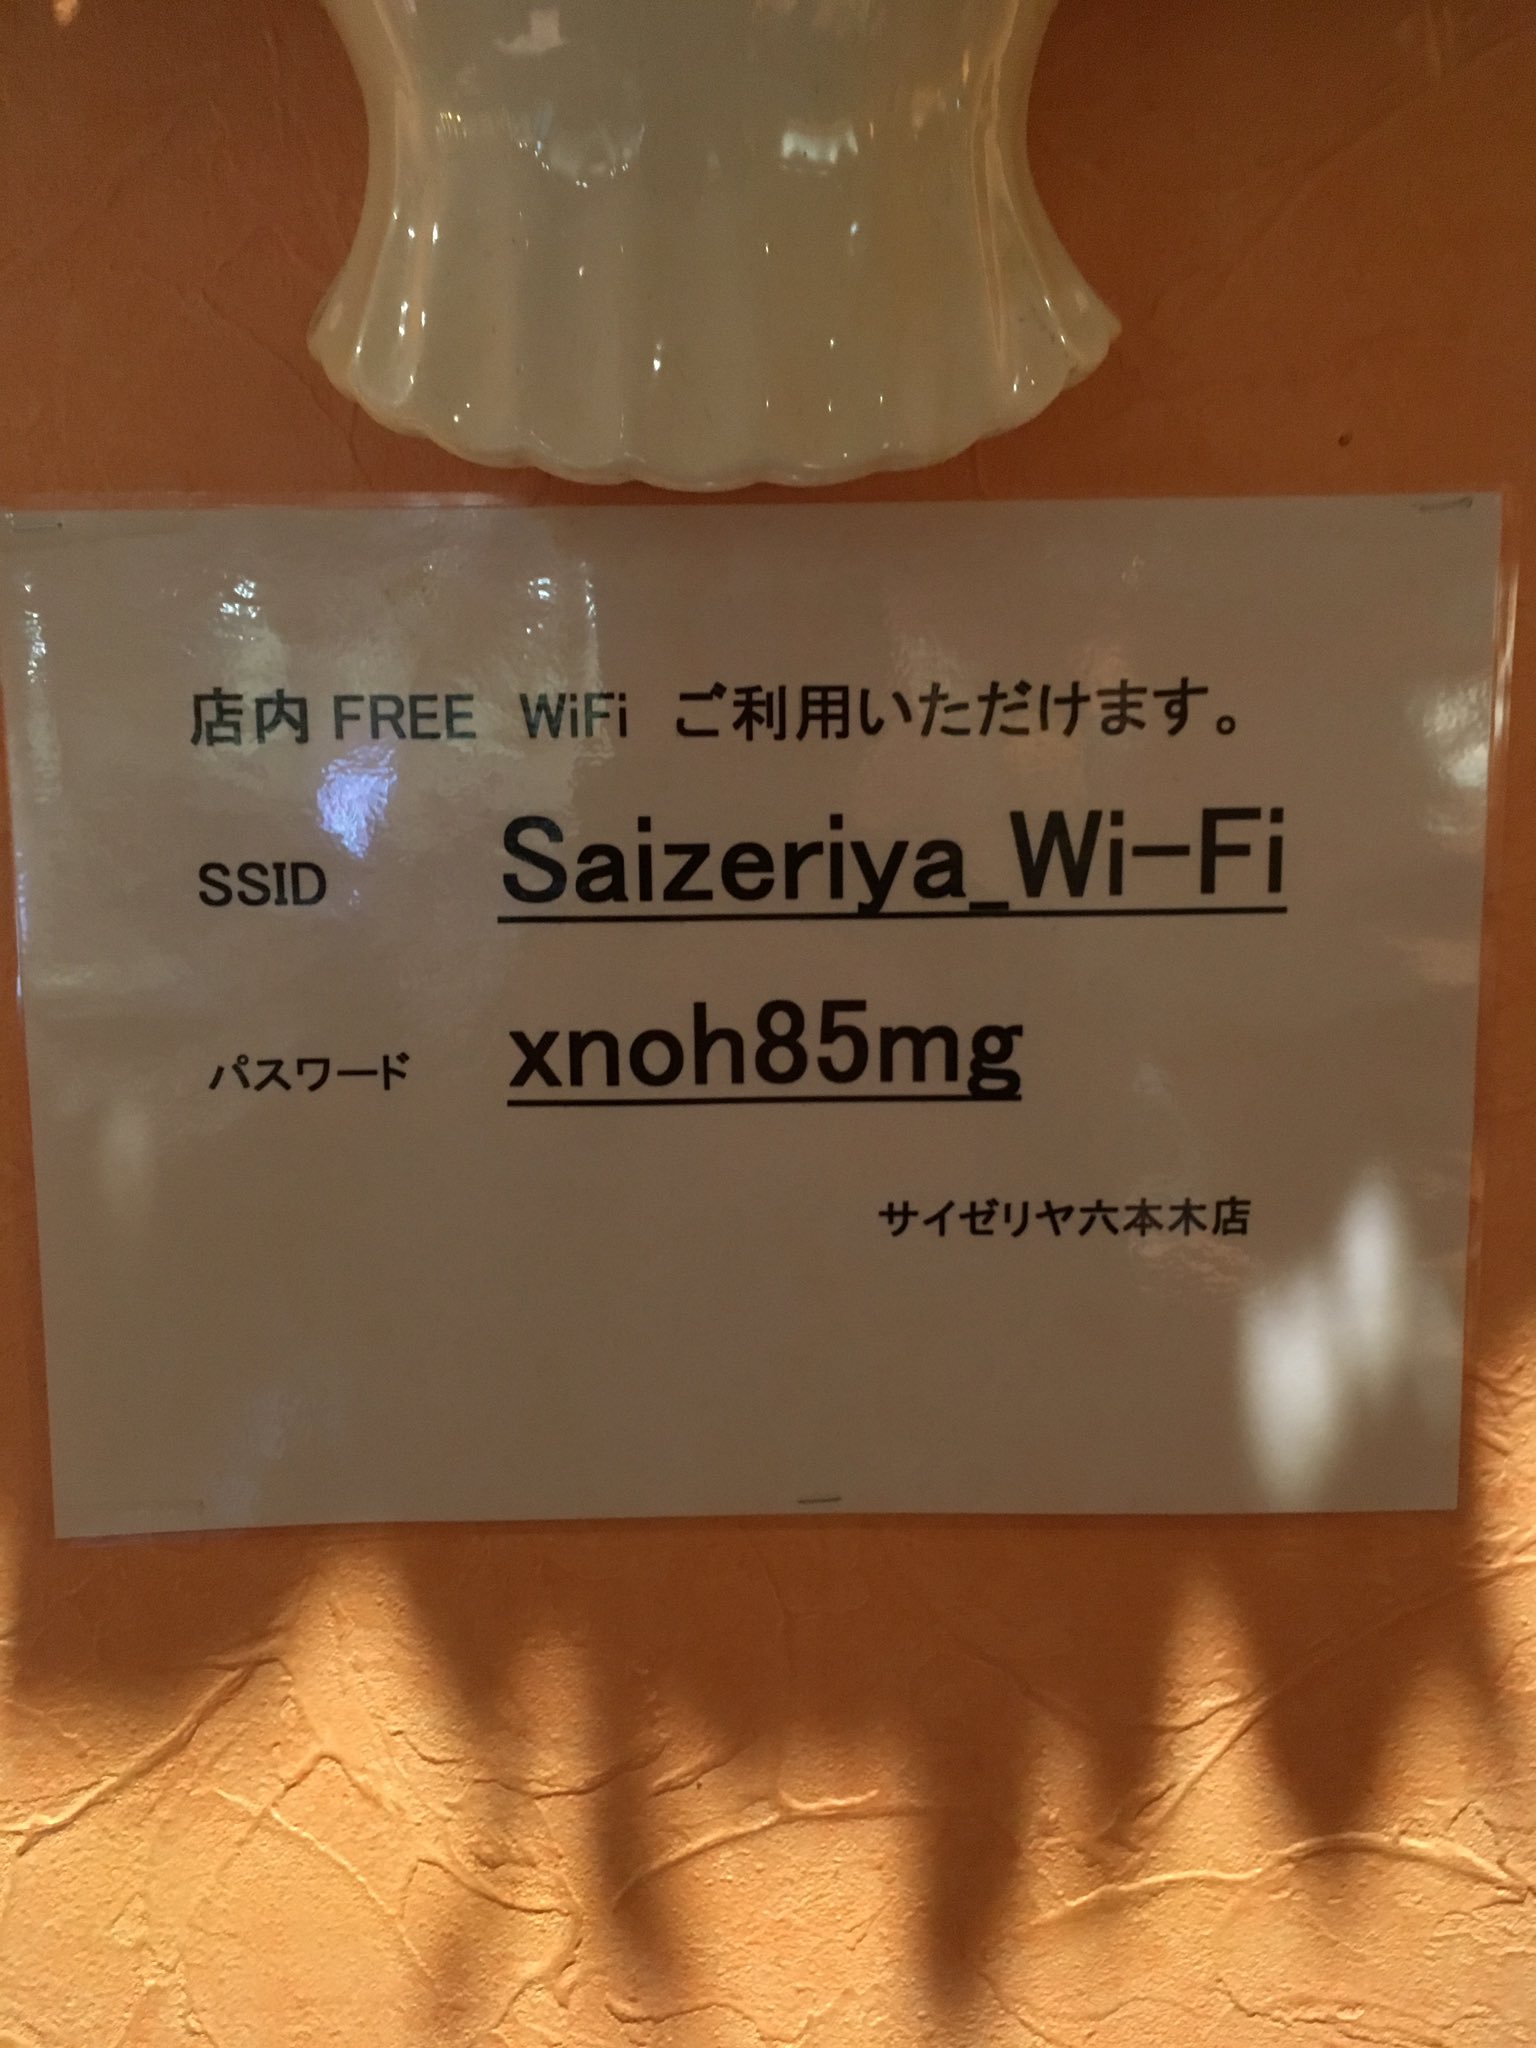 店内 FREE WiFi ご利用いただけます。
SSID Saizeriya_Wi-Fi
パスワード xnoh85mg
サイゼリヤ六本木店